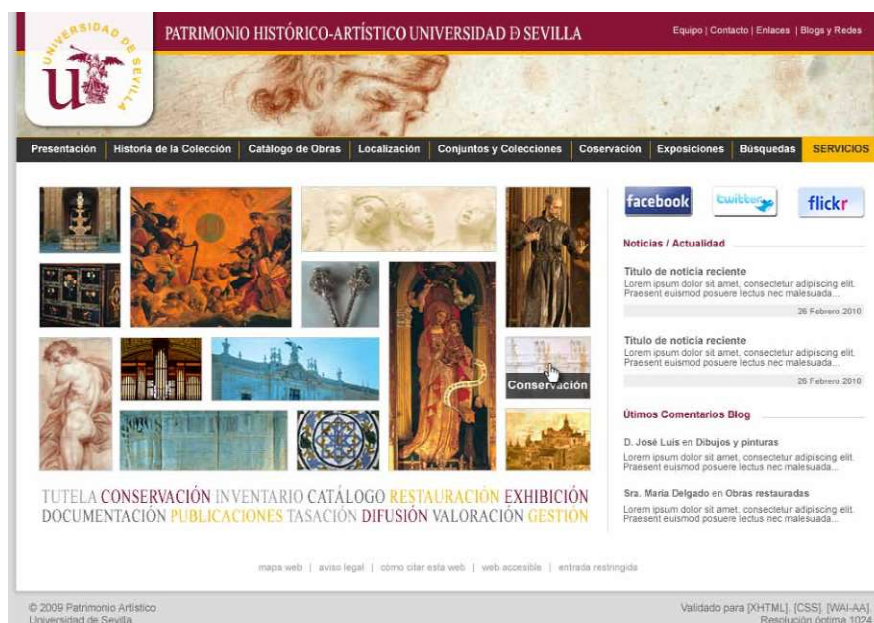 UNIVERSIDAD DE SEVILLA
PATRIMONIO HISTÓRICO-ARTÍSTICO UNIVERSIDAD Ð SEVILLA
Equipo | Contacto | Enlaces | Blogs y Redes
Presentación | Historia de la Colección | Catálogo de Obras | Localización | Conjuntos y Colecciones | Coservación | Exposiciones | Búsquedas | SERVICIOS
facebook twitter flickr
Noticias / Actualidad
Titulo de noticia reciente
Lorem ipsum dolor sit amet, consectetur adipiscing elit.
Praesent euismod posuere lectus nec malesuada...
26 Febrero 2010
Titulo de noticia reciente
Lorem ipsum dolor sit amet, consectetur adipiscing elit.
Praesent euismod posuere lectus nec malesuada...
26 Febrero 2010
Conservación
Útimos Comentarios Blog
D. José Luis en Dibujos y pinturas
Lorem ipsum dolor sit amet, consectetur adipiscing elit.
Praesent euismod posuere lectus nec malesuada...
Sra. Maria Delgado en Obras restauradas
Lorem ipsum dolor sit amet, consectetur adipiscing elit.
Praesent euismod posuere lectus nec malesuada...
TUTELA CONSERVACIÓN INVENTARIO CATÁLOGO RESTAURACIÓN EXHIBICIÓN
DOCUMENTACIÓN PUBLICACIONES TASACIÓN DIFUSIÓN VALORACIÓN GESTIÓN
mapa web | aviso legal | cómo citar esta web | web accesible | entrada restringida
© 2009 Patrimonio Artístico
Universidad de Sevilla
Validado para [XHTML]. [CSS]. [WAI-AA].
Resolución óptima 1024